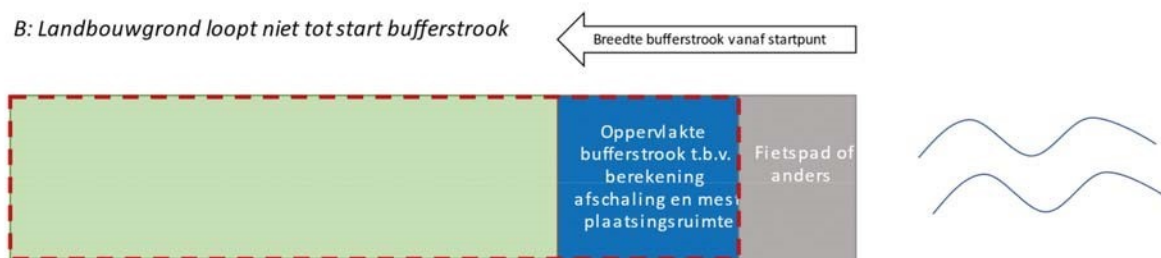 B: Landbouwgrond loopt niet tot start bufferstrook
Breedte bufferstrook vanaf startpunt
Oppervlakte
bufferstrook t.b.v.
berekening
afschaling en mest
plaatsingsruimte
Fietspad of
anders